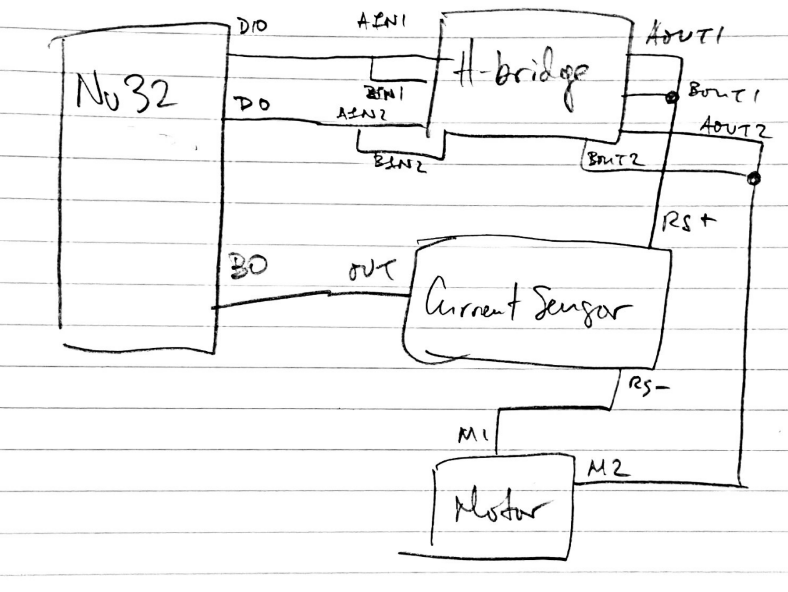 D10
AIN1
AOUT1
NU32
H-bridge
BIN1
BOUT1
D0
AIN2
AOUT2
BIN2
BOUT2
RS+
B0
OUT
Current Sensor
RS-
M1
M2
Motor